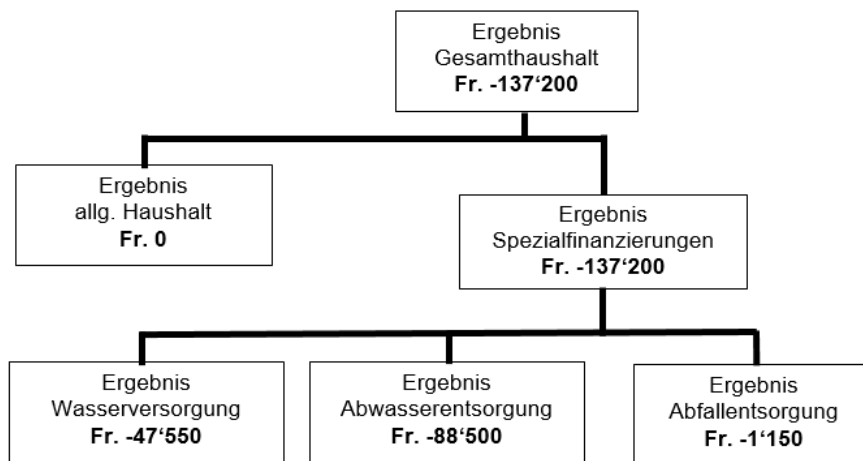 Ergebnis
Gesamthaushalt
Fr. -137‘200
Ergebnis
allg. Haushalt
Fr. 0
Ergebnis
Spezialfinanzierungen
Fr. -137‘200
Ergebnis
Wasserversorgung
Fr. -47‘550
Ergebnis
Abwasserentsorgung
Fr. -88‘500
Ergebnis
Abfallentsorgung
Fr. -1‘150